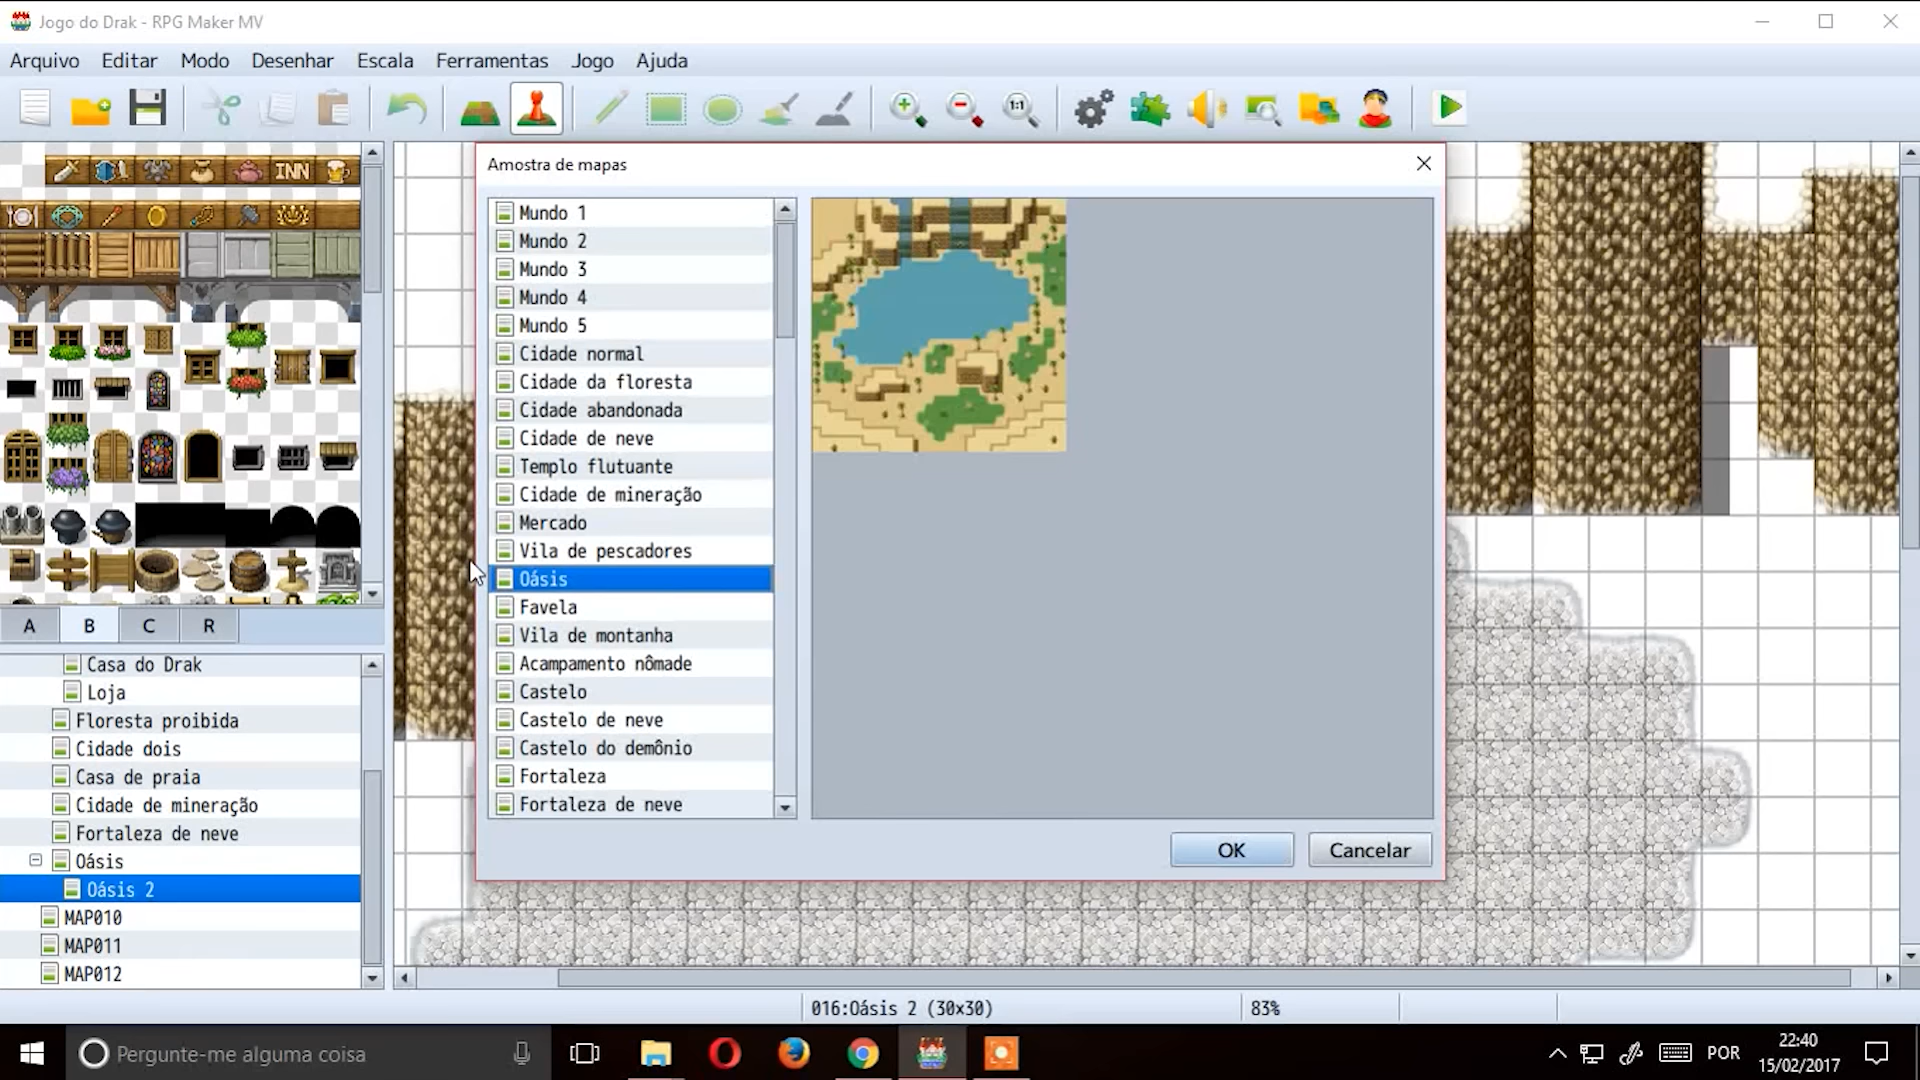 Jogo do Drak - RPG Maker MV
Arquivo Editar Modo Desenhar Escala Ferramentas Jogo Ajuda
1:1
INN
A B C R
Casa do Drak
Loja
Floresta proibida
Cidade dois
Casa de praia
Cidade de mineração
Fortaleza de neve
Oásis
Oásis 2
MAP010
MAP011
MAP012
Amostra de mapas
Mundo 1
Mundo 2
Mundo 3
Mundo 4
Mundo 5
Cidade normal
Cidade da floresta
Cidade abandonada
Cidade de neve
Templo flutuante
Cidade de mineração
Mercado
Vila de pescadores
Oásis
Favela
Vila de montanha
Acampamento nômade
Castelo
Castelo de neve
Castelo do demônio
Fortaleza
Fortaleza de neve
OK Cancelar
016:Oásis 2 (30x30) 83%
Pergunte-me alguma coisa
POR
22:40
15/02/2017